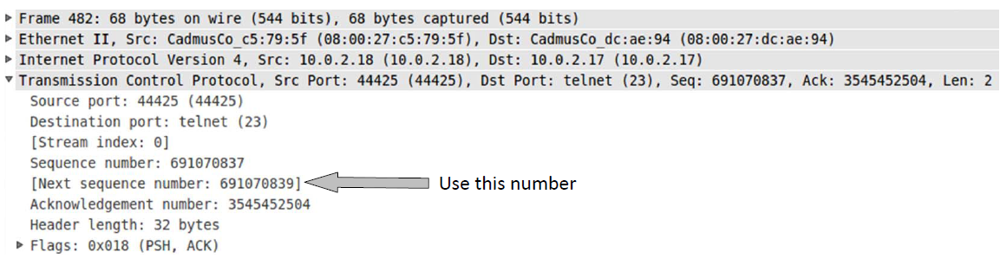 Frame 482: 68 bytes on wire (544 bits), 68 bytes captured (544 bits)
Ethernet II, Src: CadmusCo_c5:79:5f (08:00:27:c5:79:5f), Dst: CadmusCo_dc:ae:94 (08:00:27:dc:ae:94)
Internet Protocol Version 4, Src: 10.0.2.18 (10.0.2.18), Dst: 10.0.2.17 (10.0.2.17)
Transmission Control Protocol, Src Port: 44425 (44425), Dst Port: telnet (23), Seq: 691070837, Ack: 3545452504, Len: 2
Source port: 44425 (44425)
Destination port: telnet (23)
[Stream index: 0]
Sequence number: 691070837
[Next sequence number: 691070839] Use this number
Acknowledgement number: 3545452504
Header length: 32 bytes
Flags: 0x018 (PSH, ACK)